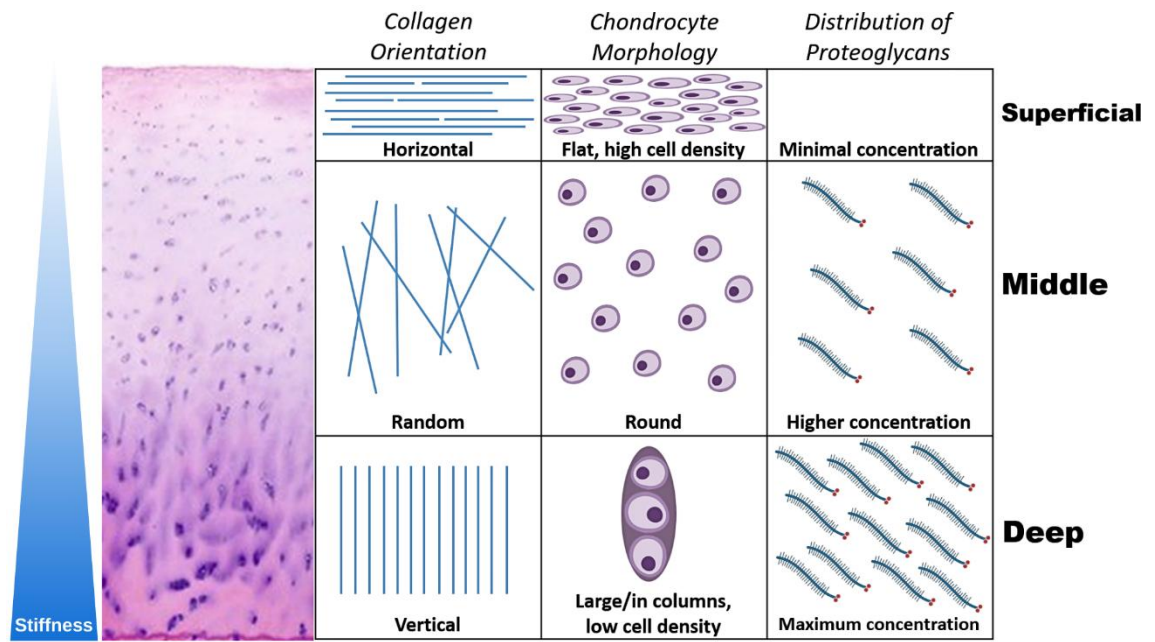 Collagen
Orientation
Chondrocyte
Morphology
Distribution of
Proteoglycans
Horizontal
Flat, high cell density
Minimal concentration
Superficial
Random
Round
Higher concentration
Middle
Vertical
Large/in columns,
low cell density
Maximum concentration
Deep
Stiffness